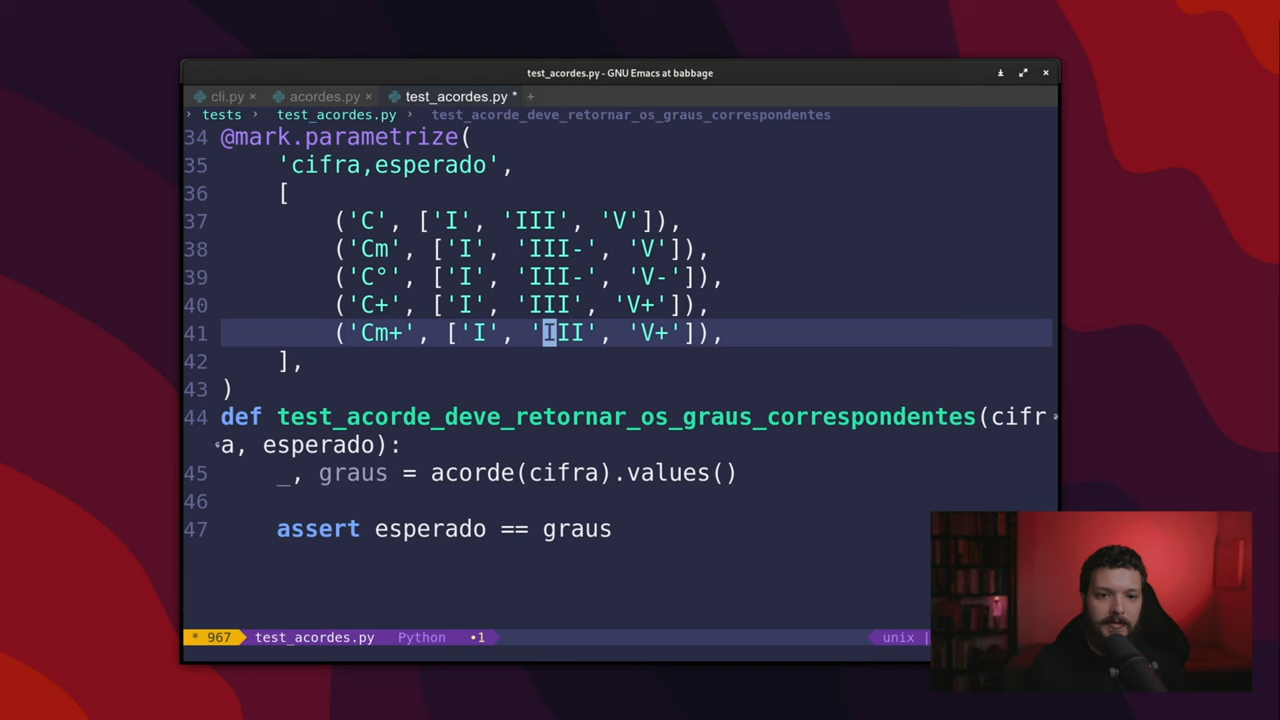 test_acordes.py - GNU Emacs at babbage
cli.py × acordes.py × test_acordes.py * +
› tests › test_acordes.py › test_acorde_deve_retornar_os_graus_correspondentes
34 @mark.parametrize(
35 'cifra,esperado',
36 [
37 ('C', ['I', 'III', 'V']),
38 ('Cm', ['I', 'III-', 'V']),
39 ('C°', ['I', 'III-', 'V-']),
40 ('C+', ['I', 'III', 'V+']),
41 ('Cm+', ['I', 'III', 'V+']),
42 ],
43 )
44 def test_acorde_deve_retornar_os_graus_correspondentes(cifr
a, esperado):
45 _, graus = acorde(cifra).values()
46
47 assert esperado == graus
* 967 test_acordes.py Python •1 unix |